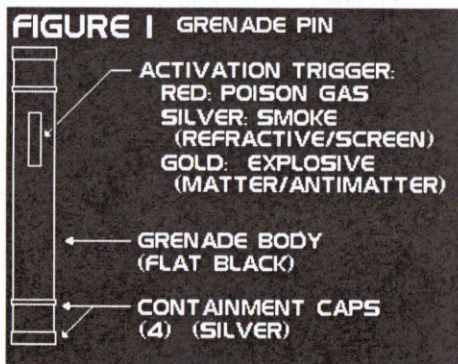 FIGURE 1 GRENADE PIN
ACTIVATION TRIGGER:
RED: POISON GAS
SILVER: SMOKE
(REFRACTIVE/SCREEN)
GOLD: EXPLOSIVE
(MATTER/ANTIMATTER)
GRENADE BODY
(FLAT BLACK)
CONTAINMENT CAPS
(4) (SILVER)